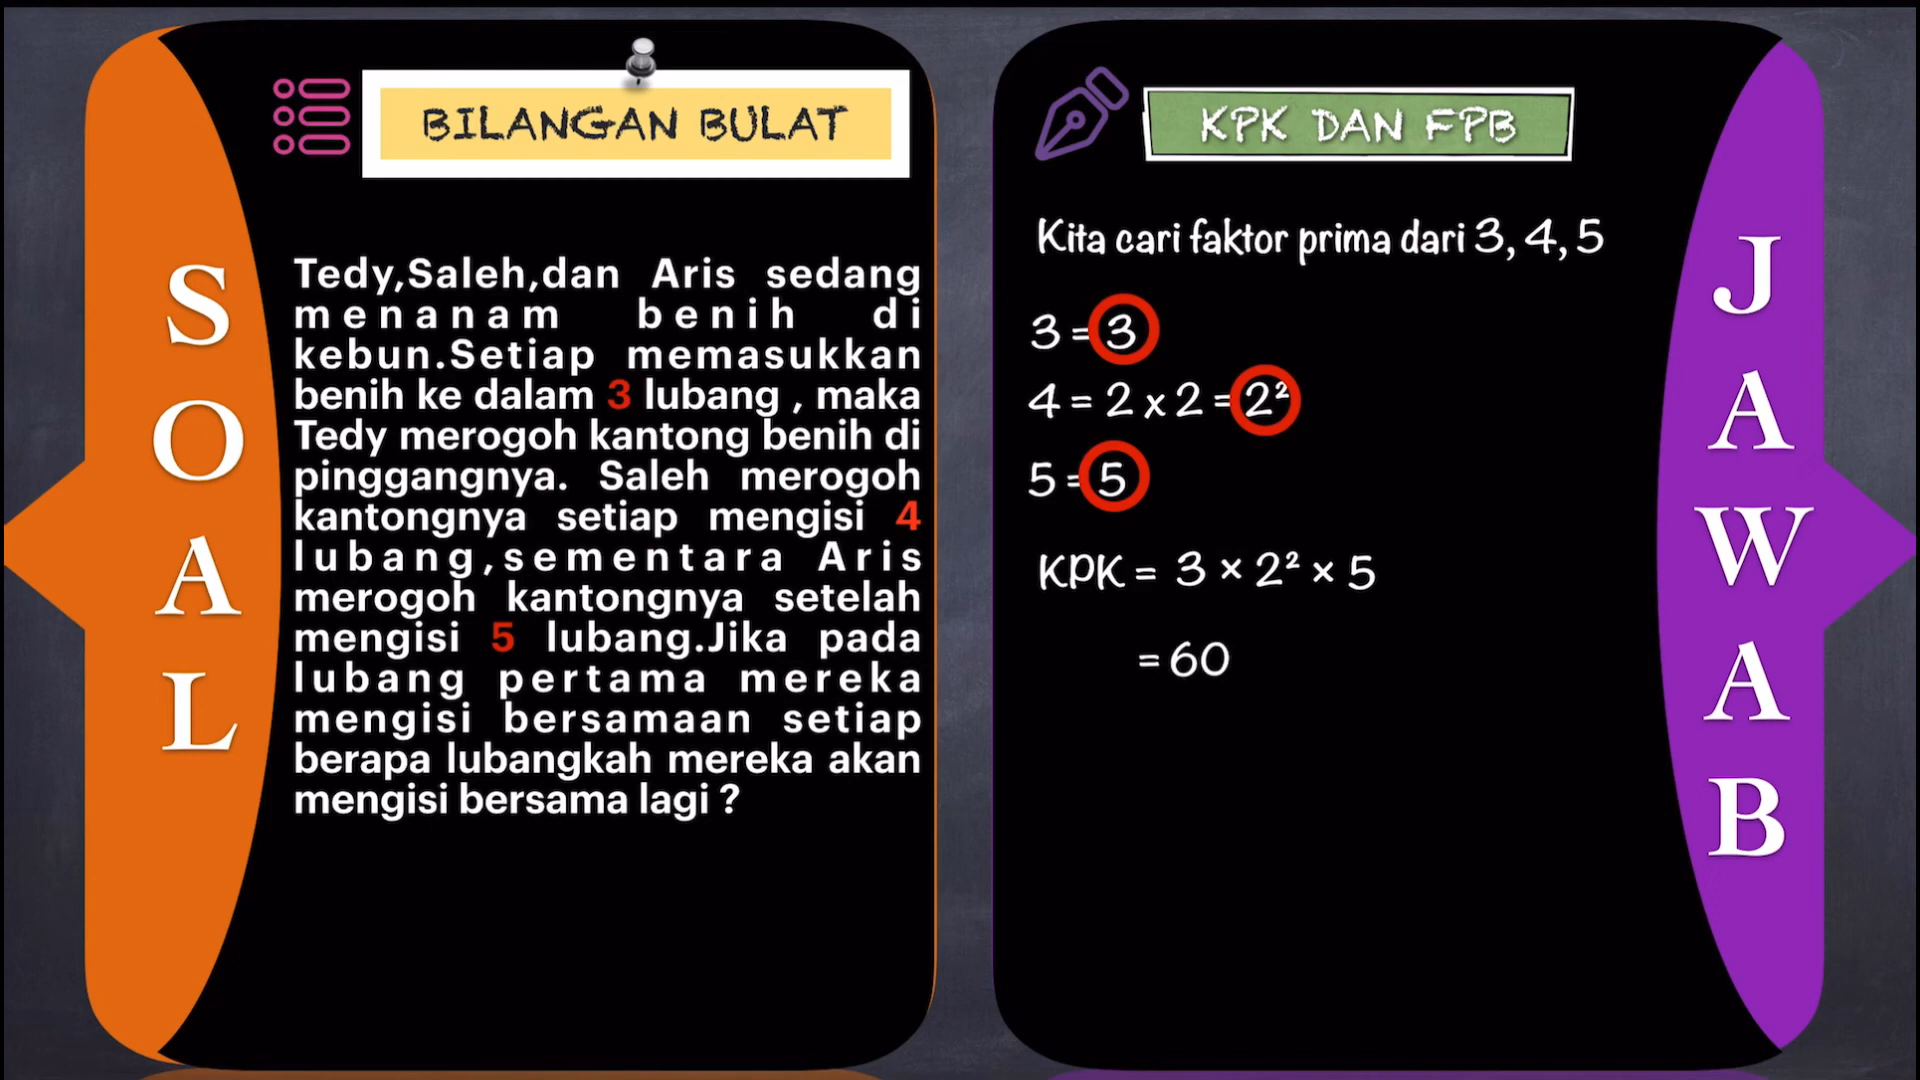 SOAL
BILANGAN BULAT
Tedy,Saleh,dan Aris sedang
menanam benih di
kebun.Setiap memasukkan
benih ke dalam 3 lubang , maka
Tedy merogoh kantong benih di
pinggangnya. Saleh merogoh
kantongnya setiap mengisi 4
lubang,sementara Aris
merogoh kantongnya setelah
mengisi 5 lubang.Jika pada
lubang pertama mereka
mengisi bersamaan setiap
berapa lubangkah mereka akan
mengisi bersama lagi ?
KPK DAN FPB
Kita cari faktor prima dari 3, 4, 5
3 = 3
4 = 2 x 2 = 2²
5 = 5
KPK = 3 × 2² × 5
= 60
JAWAB